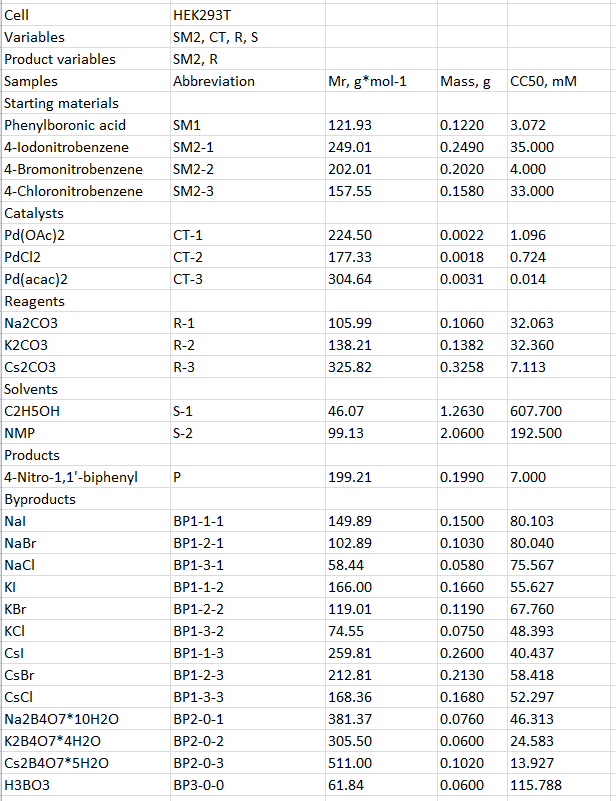 Cell HEK293T
Variables SM2, CT, R, S
Product variables SM2, R
Samples Abbreviation Mr, g*mol-1 Mass, g CC50, mM
Starting materials
Phenylboronic acid SM1 121.93 0.1220 3.072
4-Iodonitrobenzene SM2-1 249.01 0.2490 35.000
4-Bromonitrobenzene SM2-2 202.01 0.2020 4.000
4-Chloronitrobenzene SM2-3 157.55 0.1580 33.000
Catalysts
Pd(OAc)2 CT-1 224.50 0.0022 1.096
PdCl2 CT-2 177.33 0.0018 0.724
Pd(acac)2 CT-3 304.64 0.0031 0.014
Reagents
Na2CO3 R-1 105.99 0.1060 32.063
K2CO3 R-2 138.21 0.1382 32.360
Cs2CO3 R-3 325.82 0.3258 7.113
Solvents
C2H5OH S-1 46.07 1.2630 607.700
NMP S-2 99.13 2.0600 192.500
Products
4-Nitro-1,1'-biphenyl P 199.21 0.1990 7.000
Byproducts
NaI BP1-1-1 149.89 0.1500 80.103
NaBr BP1-2-1 102.89 0.1030 80.040
NaCl BP1-3-1 58.44 0.0580 75.567
KI BP1-1-2 166.00 0.1660 55.627
KBr BP1-2-2 119.01 0.1190 67.760
KCl BP1-3-2 74.55 0.0750 48.393
CsI BP1-1-3 259.81 0.2600 40.437
CsBr BP1-2-3 212.81 0.2130 58.418
CsCl BP1-3-3 168.36 0.1680 52.297
Na2B4O7*10H2O BP2-0-1 381.37 0.0760 46.313
K2B4O7*4H2O BP2-0-2 305.50 0.0600 24.583
Cs2B4O7*5H2O BP2-0-3 511.00 0.1020 13.927
H3BO3 BP3-0-0 61.84 0.0600 115.788